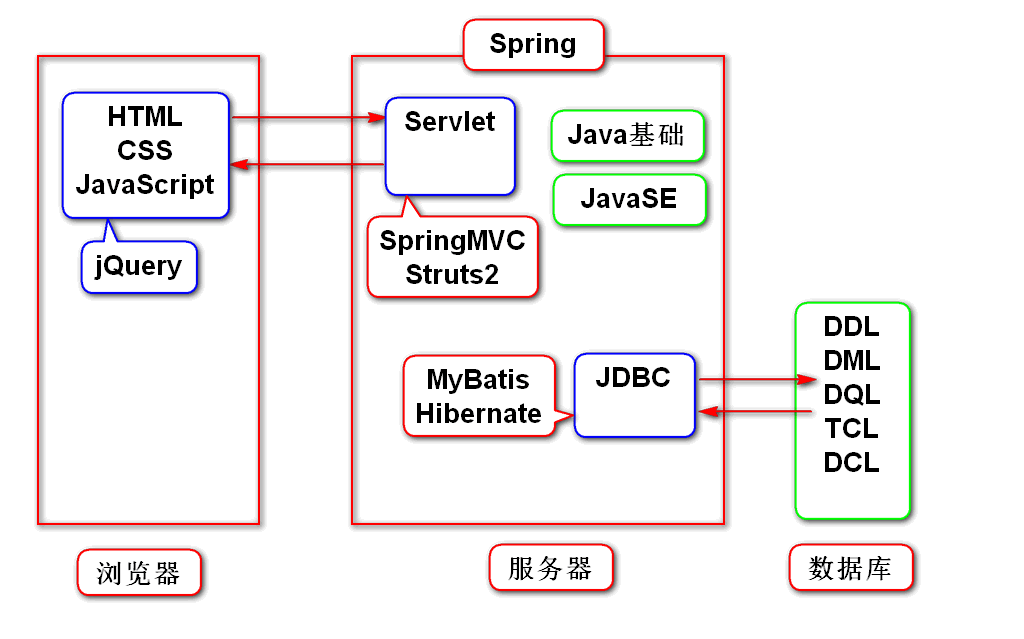 Spring
HTML
CSS
JavaScript
jQuery
Servlet
Java基础
JavaSE
SpringMVC
Struts2
MyBatis
Hibernate
JDBC
DDL
DML
DQL
TCL
DCL
浏览器
服务器
数据库